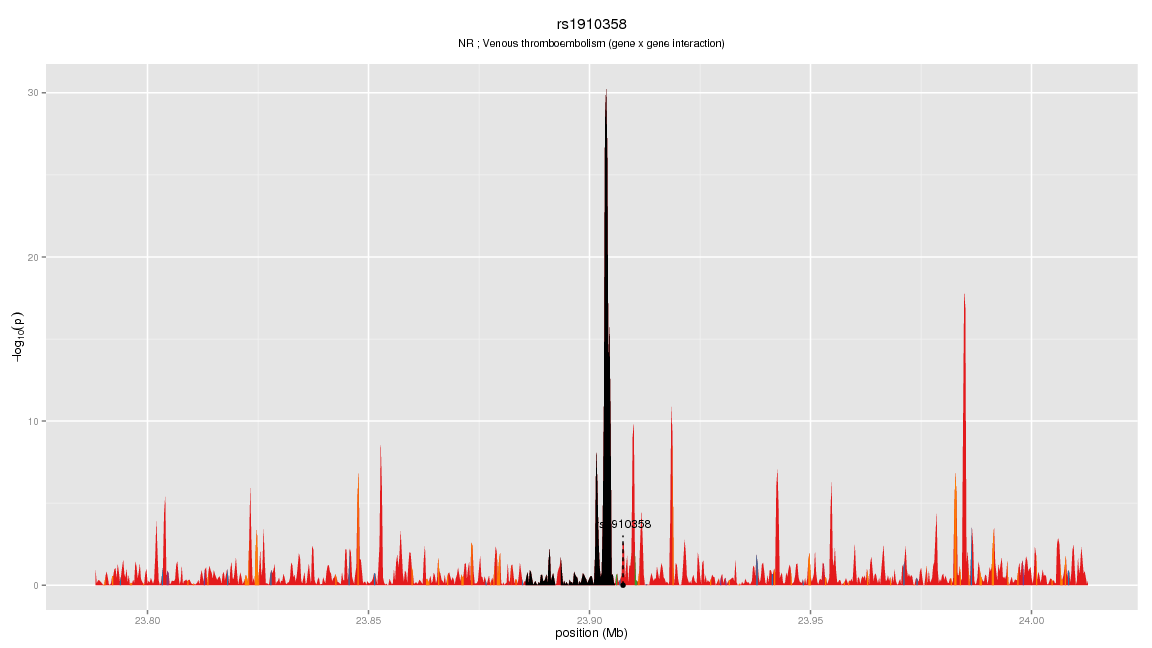 rs1910358
NR ; Venous thromboembolism (gene x gene interaction)
30
20
10
0
−log10(p)
rs1910358
23.80
23.85
23.90
23.95
24.00
position (Mb)